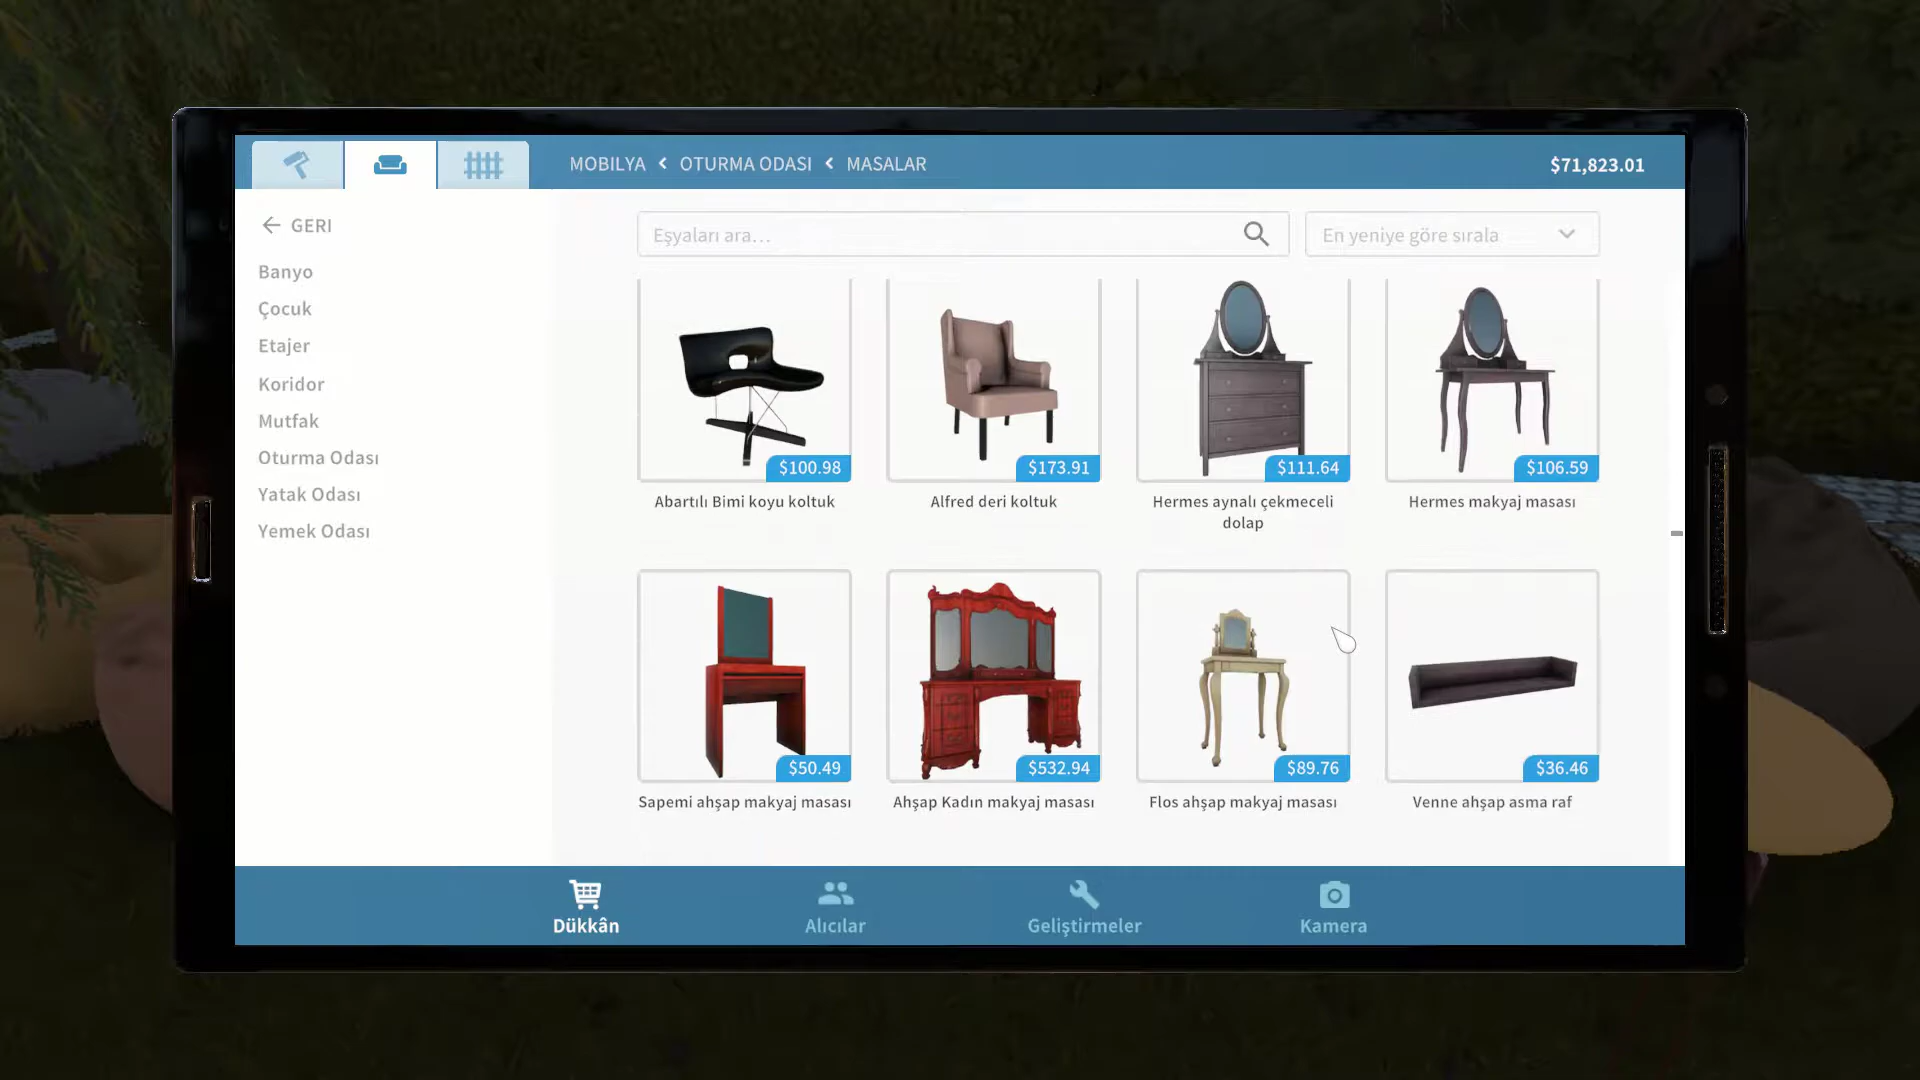 MOBILYA < OTURMA ODASI < MASALAR
$71,823.01
GERI
Banyo
Çocuk
Etajer
Koridor
Mutfak
Oturma Odası
Yatak Odası
Yemek Odası
Eşyaları ara...
En yeniye göre sırala
$100.98
$173.91
$111.64
$106.59
Abartılı Bimi koyu koltuk
Alfred deri koltuk
Hermes aynalı çekmeceli
dolap
Hermes makyaj masası
$50.49
$532.94
$89.76
$36.46
Sapemi ahşap makyaj masası
Ahşap Kadın makyaj masası
Flos ahşap makyaj masası
Venne ahşap asma raf
Dükkân
Alıcılar
Geliştirmeler
Kamera